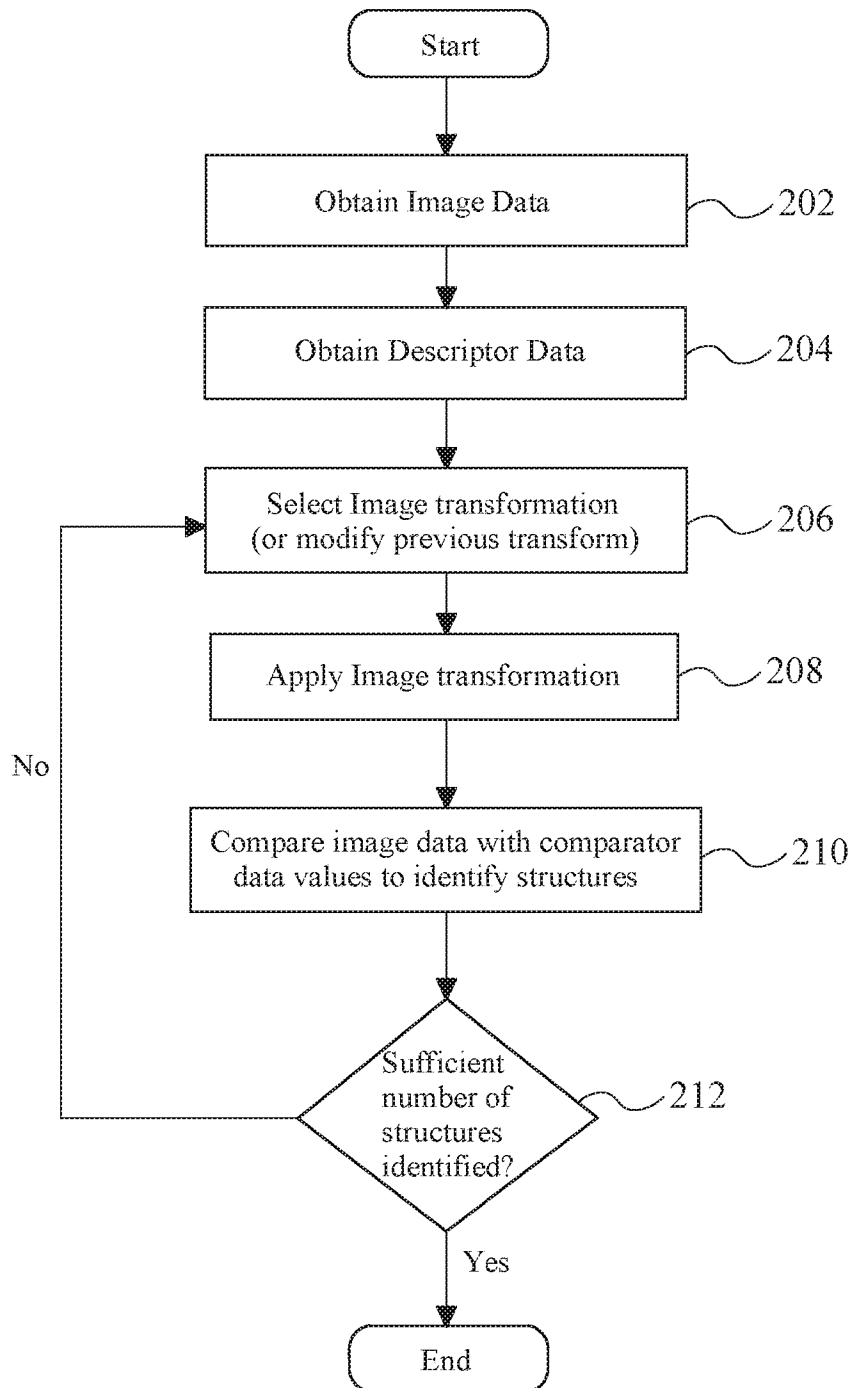 Start
Obtain Image Data
202
Obtain Descriptor Data
204
Select Image transformation
(or modify previous transform)
206
Apply Image transformation
208
No
Compare image data with comparator
data values to identify structures
210
Sufficient
number of
structures
identified?
212
Yes
End